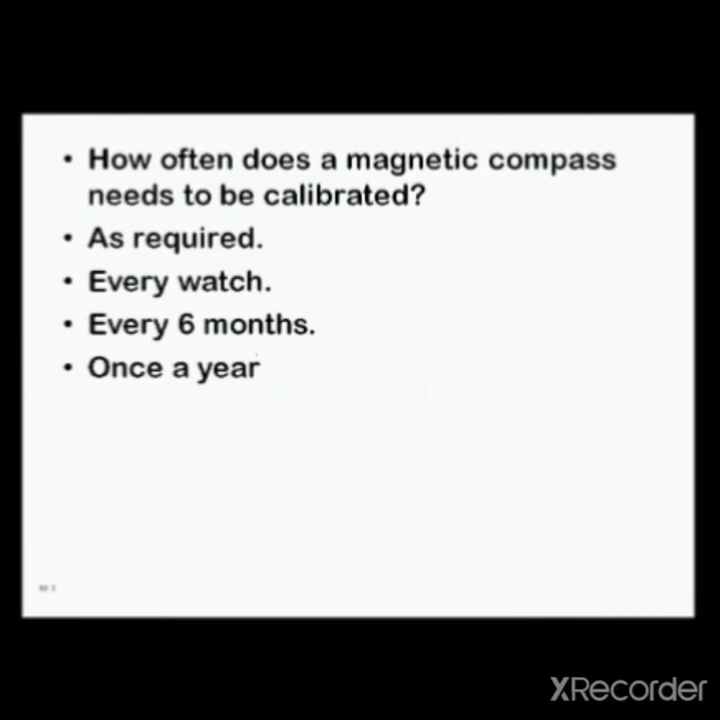 • How often does a magnetic compass
needs to be calibrated?
• As required.
• Every watch.
• Every 6 months.
• Once a year
XRecorder